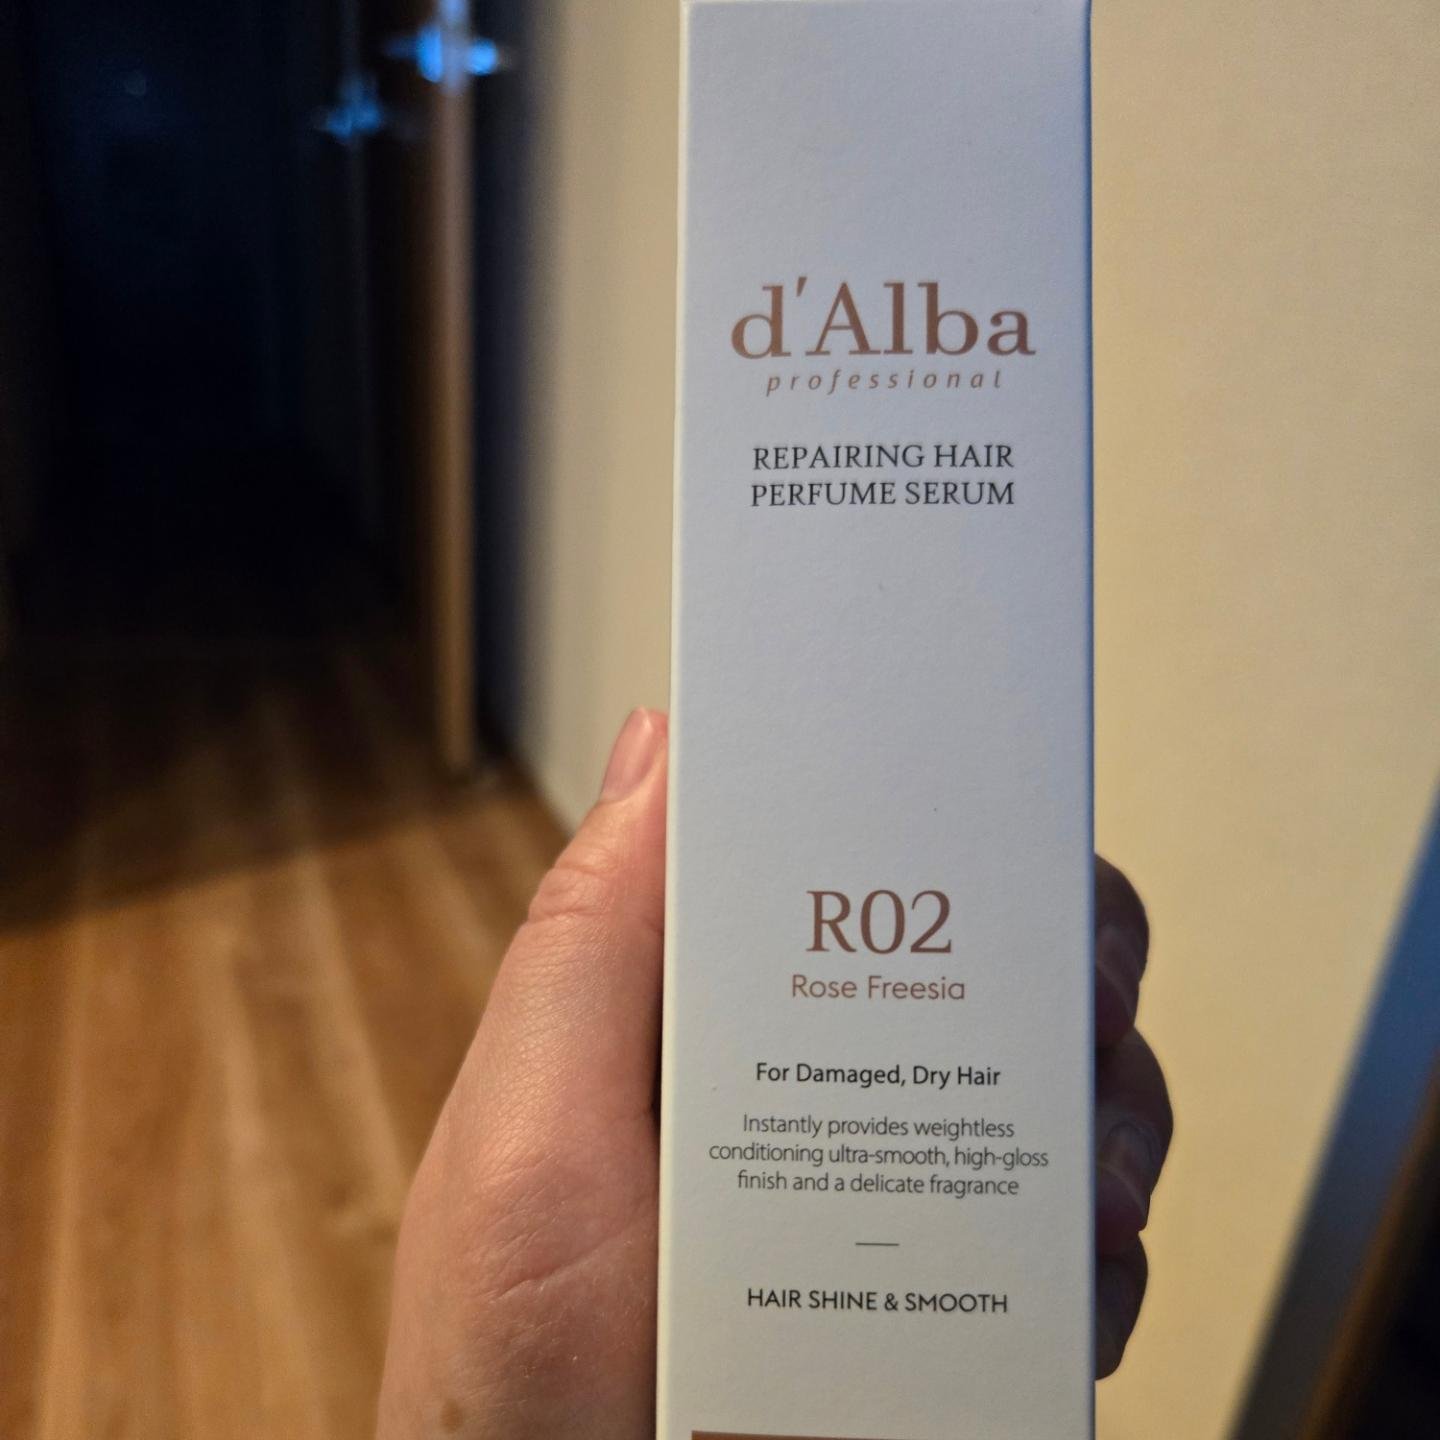 d'Alba
professional
REPAIRING HAIR
PERFUME SERUM
R02
Rose Freesia
For Damaged, Dry Hair
Instantly provides weightless
conditioning ultra-smooth, high-gloss
finish and a delicate fragrance
HAIR SHINE & SMOOTH